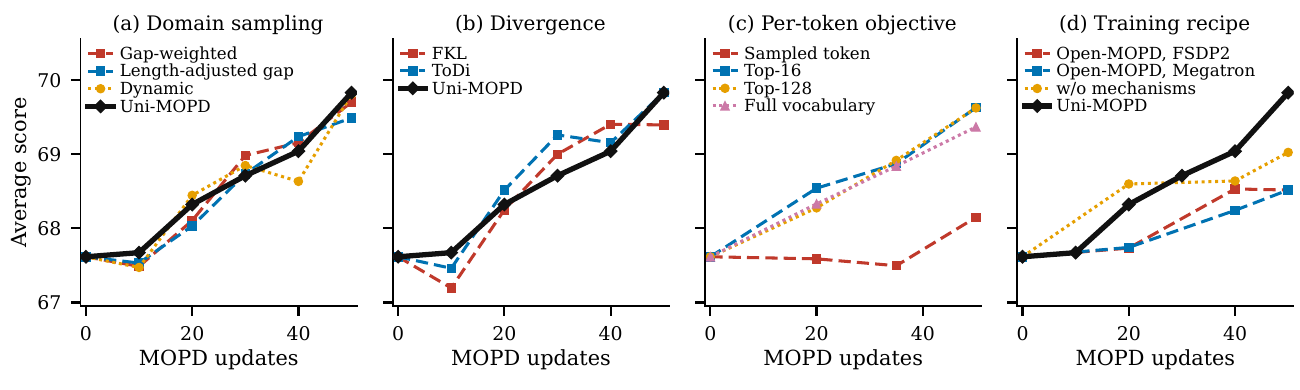 (a) Domain sampling
Gap-weighted
Length-adjusted gap
Dynamic
Uni-MOPD
Average score
70
69
68
67
0
20
40
MOPD updates
(b) Divergence
FKL
ToDi
Uni-MOPD
0
20
40
MOPD updates
(c) Per-token objective
Sampled token
Top-16
Top-128
Full vocabulary
0
20
40
MOPD updates
(d) Training recipe
Open-MOPD, FSDP2
Open-MOPD, Megatron
w/o mechanisms
Uni-MOPD
0
20
40
MOPD updates